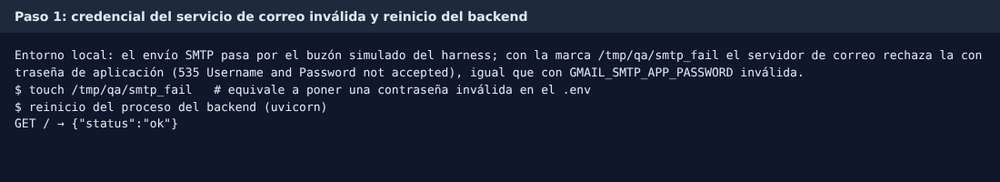 Paso 1: credencial del servicio de correo inválida y reinicio del backend
Entorno local: el envío SMTP pasa por el buzón simulado del harness; con la marca /tmp/qa/smtp_fail el servidor de correo rechaza la con
traseña de aplicación (535 Username and Password not accepted), igual que con GMAIL_SMTP_APP_PASSWORD inválida.
$ touch /tmp/qa/smtp_fail   # equivale a poner una contraseña inválida en el .env
$ reinicio del proceso del backend (uvicorn)
GET / → {"status":"ok"}